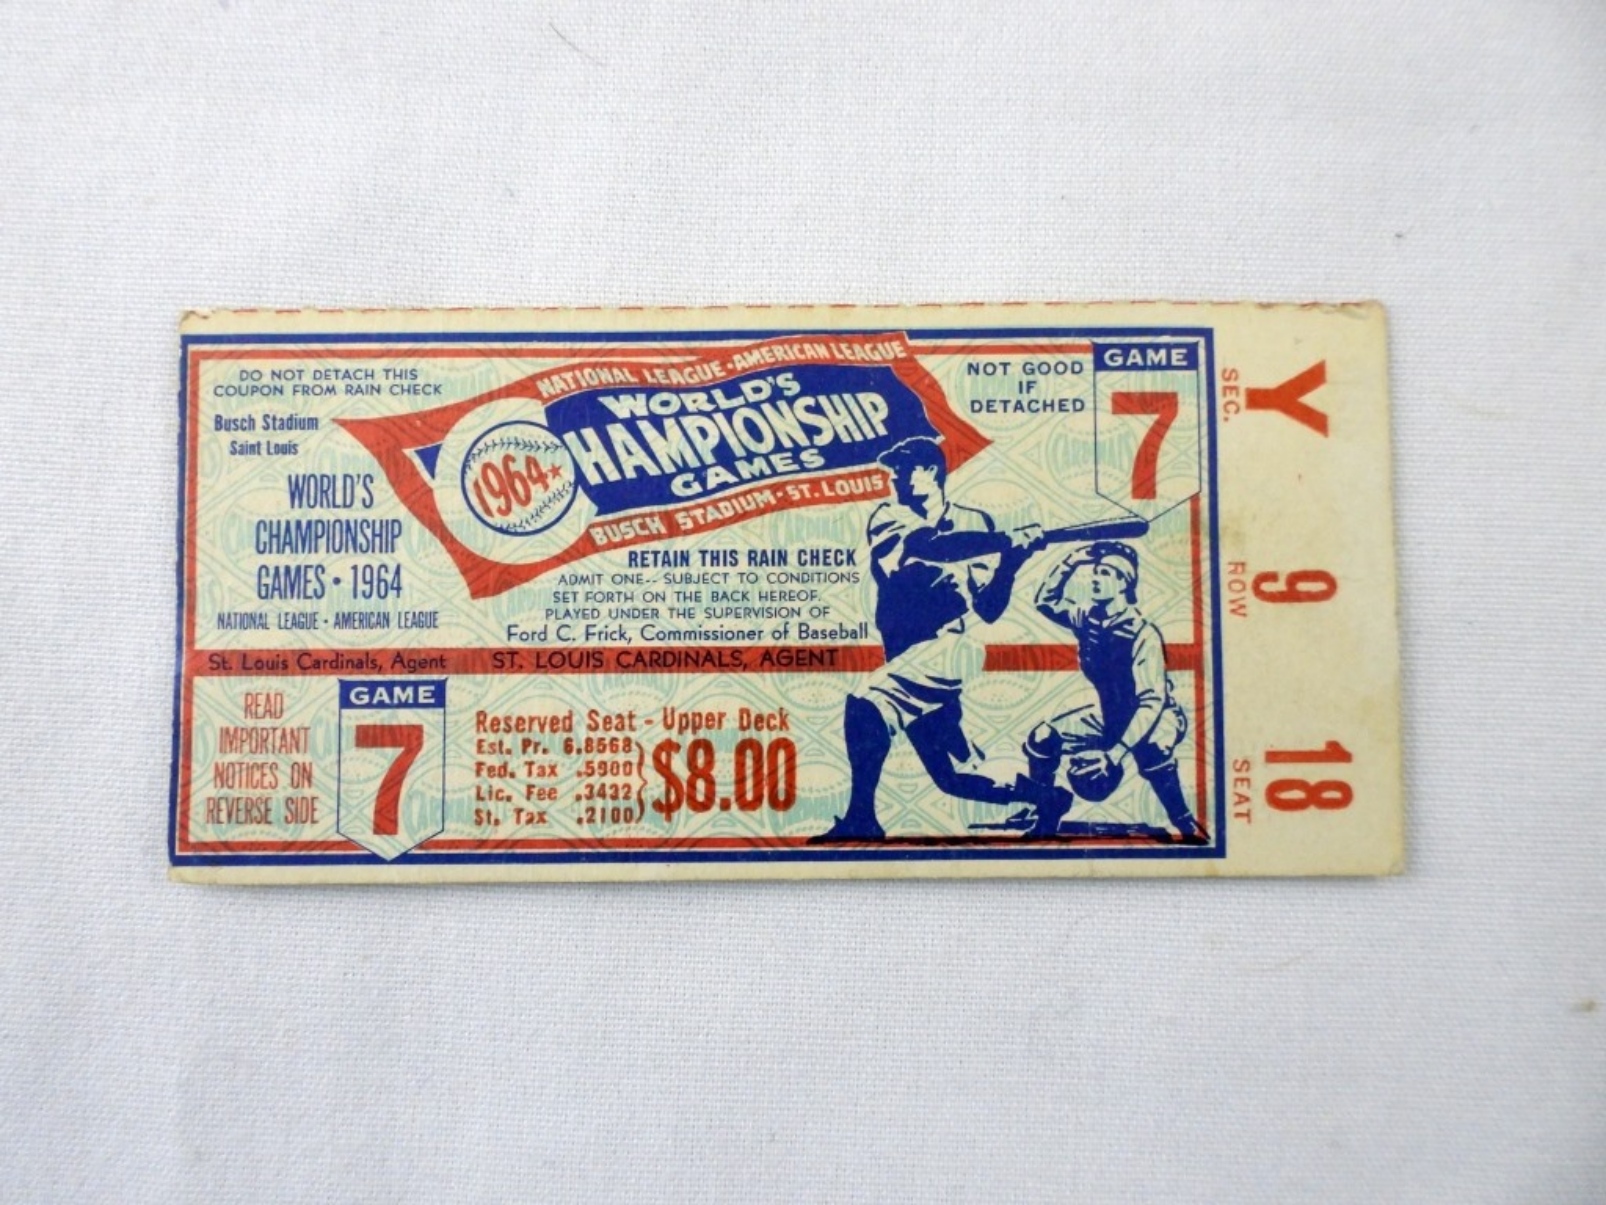 DO NOT DETACH THIS
COUPON FROM RAIN CHECK
Busch Stadium
Saint Louis
WORLD'S
CHAMPIONSHIP
GAMES • 1964
NATIONAL LEAGUE - AMERICAN LEAGUE
St. Louis Cardinals, Agent
READ
IMPORTANT
NOTICES ON
REVERSE SIDE
GAME
7
NATIONAL LEAGUE - AMERICAN LEAGUE
WORLD'S
CHAMPIONSHIP
GAMES
1964
BUSCH STADIUM - ST. LOUIS
RETAIN THIS RAIN CHECK
ADMIT ONE-- SUBJECT TO CONDITIONS
SET FORTH ON THE BACK HEREOF.
PLAYED UNDER THE SUPERVISION OF
Ford C. Frick, Commissioner of Baseball
ST. LOUIS CARDINALS, AGENT
Reserved Seat - Upper Deck
Est. Pr. 6.8568
Fed. Tax .5900
Lic. Fee .3432
St. Tax .2100
$8.00
NOT GOOD
IF
DETACHED
GAME
7
SEC. Y
ROW 9
SEAT 18